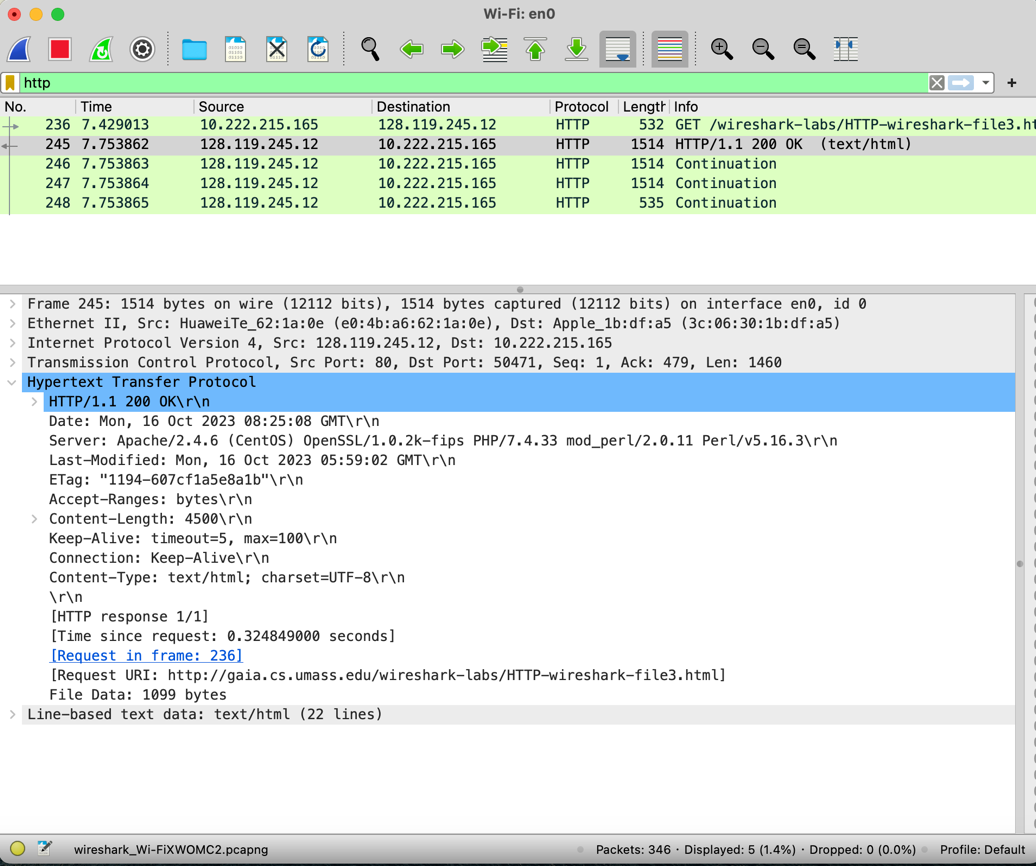 Wi-Fi: en0
http
+
No. Time Source Destination Protocol Length Info
236 7.429013 10.222.215.165 128.119.245.12 HTTP 532 GET /wireshark-labs/HTTP-wireshark-file3.ht
245 7.753862 128.119.245.12 10.222.215.165 HTTP 1514 HTTP/1.1 200 OK (text/html)
246 7.753863 128.119.245.12 10.222.215.165 HTTP 1514 Continuation
247 7.753864 128.119.245.12 10.222.215.165 HTTP 1514 Continuation
248 7.753865 128.119.245.12 10.222.215.165 HTTP 535 Continuation
Frame 245: 1514 bytes on wire (12112 bits), 1514 bytes captured (12112 bits) on interface en0, id 0
Ethernet II, Src: HuaweiTe_62:1a:0e (e0:4b:a6:62:1a:0e), Dst: Apple_1b:df:a5 (3c:06:30:1b:df:a5)
Internet Protocol Version 4, Src: 128.119.245.12, Dst: 10.222.215.165
Transmission Control Protocol, Src Port: 80, Dst Port: 50471, Seq: 1, Ack: 479, Len: 1460
Hypertext Transfer Protocol
HTTP/1.1 200 OK\r\n
Date: Mon, 16 Oct 2023 08:25:08 GMT\r\n
Server: Apache/2.4.6 (CentOS) OpenSSL/1.0.2k-fips PHP/7.4.33 mod_perl/2.0.11 Perl/v5.16.3\r\n
Last-Modified: Mon, 16 Oct 2023 05:59:02 GMT\r\n
ETag: "1194-607cf1a5e8a1b"\r\n
Accept-Ranges: bytes\r\n
Content-Length: 4500\r\n
Keep-Alive: timeout=5, max=100\r\n
Connection: Keep-Alive\r\n
Content-Type: text/html; charset=UTF-8\r\n
\r\n
[HTTP response 1/1]
[Time since request: 0.324849000 seconds]
[Request in frame: 236]
[Request URI: http://gaia.cs.umass.edu/wireshark-labs/HTTP-wireshark-file3.html]
File Data: 1099 bytes
Line-based text data: text/html (22 lines)
wireshark_Wi-FiXWOMC2.pcapng Packets: 346 · Displayed: 5 (1.4%) · Dropped: 0 (0.0%) Profile: Default